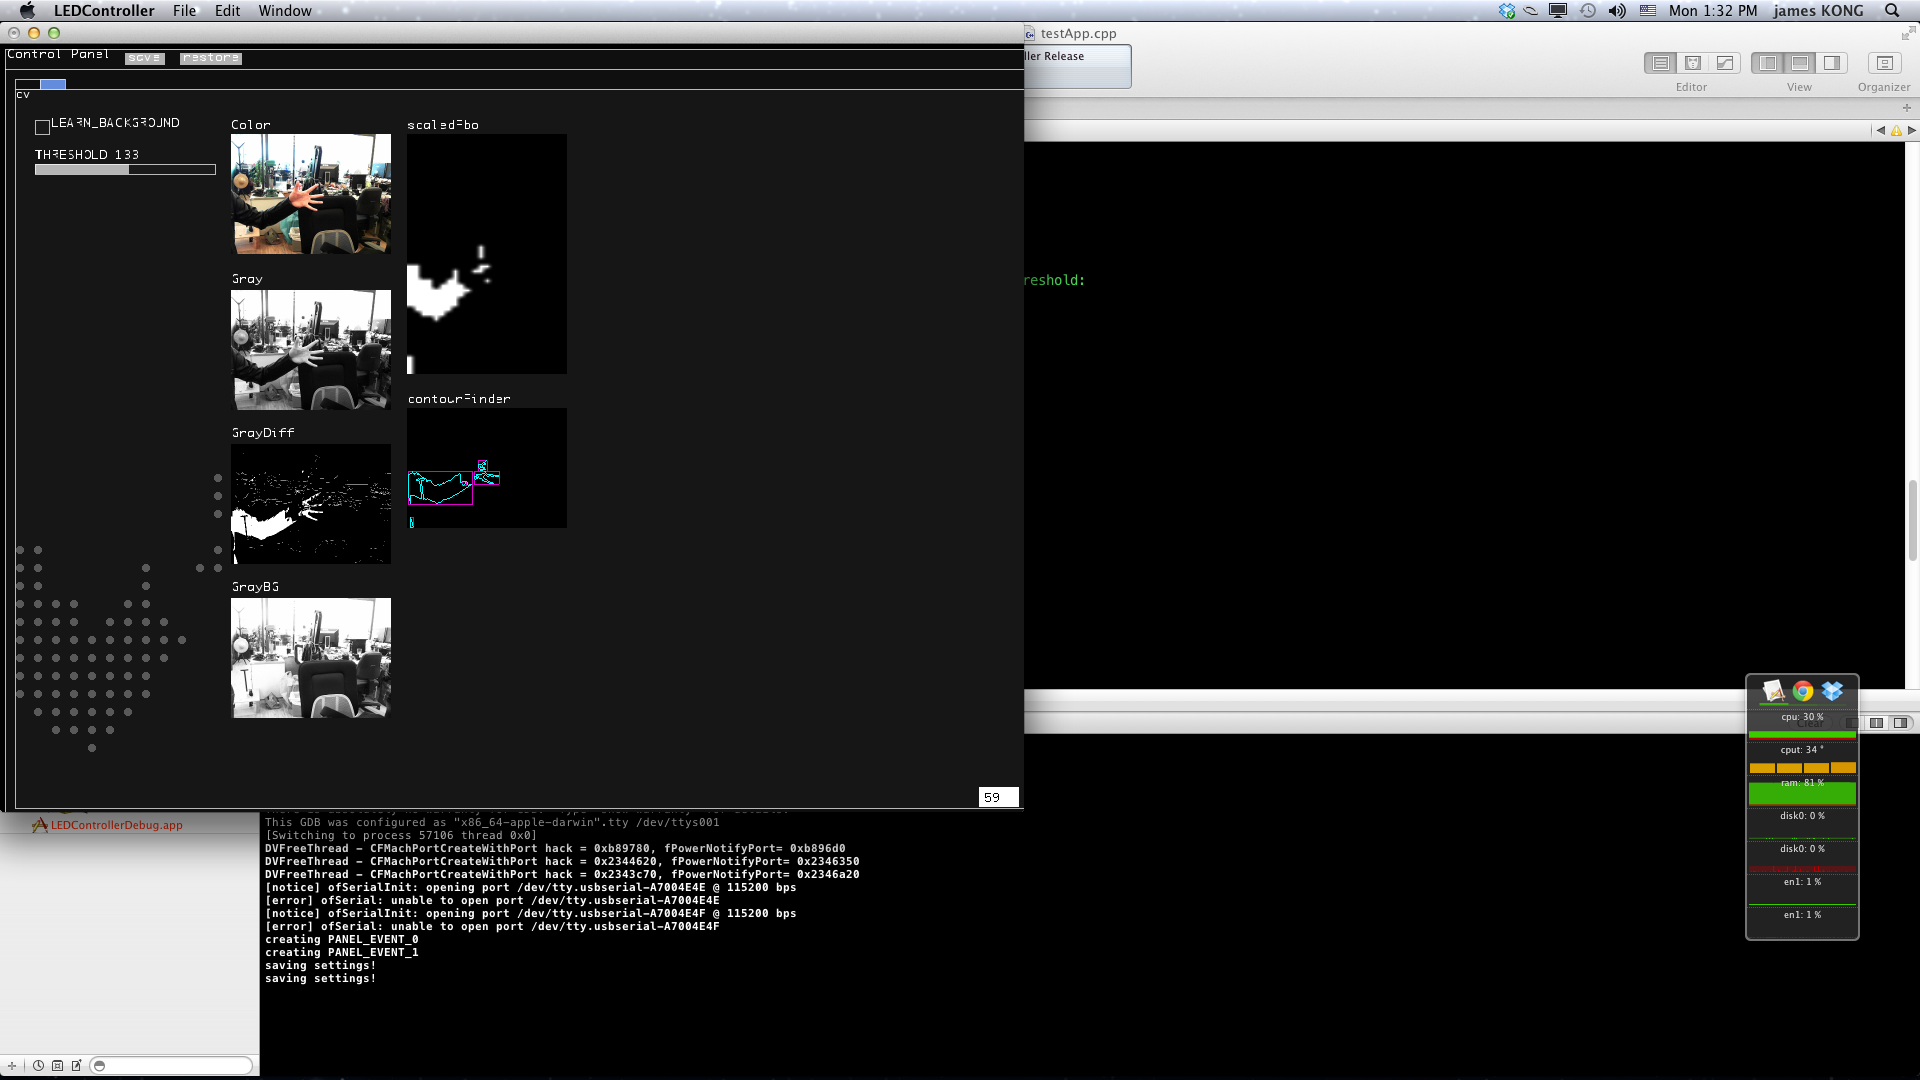 LEDController File Edit Window
Mon 1:32 PM james KONG
testApp.cpp
ller Release
Editor View Organizer
Control Panel save restore
cv
LEARN_BACKGROUND
THRESHOLD 133
Color
scaledFbo
Gray
contourFinder
GrayDiff
GrayBG
59
reshold:
LEDControllerDebug.app
This GDB was configured as "x86_64-apple-darwin".tty /dev/ttys001
[Switching to process 57106 thread 0x0]
DVFreeThread - CFMachPortCreateWithPort hack = 0xb89780, fPowerNotifyPort= 0xb896d0
DVFreeThread - CFMachPortCreateWithPort hack = 0x2344620, fPowerNotifyPort= 0x2346350
DVFreeThread - CFMachPortCreateWithPort hack = 0x2343c70, fPowerNotifyPort= 0x2346a20
[notice] ofSerialInit: opening port /dev/tty.usbserial-A7004E4E @ 115200 bps
[error] ofSerial: unable to open port /dev/tty.usbserial-A7004E4E
[notice] ofSerialInit: opening port /dev/tty.usbserial-A7004E4F @ 115200 bps
[error] ofSerial: unable to open port /dev/tty.usbserial-A7004E4F
creating PANEL_EVENT_0
creating PANEL_EVENT_1
saving settings!
saving settings!
Clear
cpu: 30 %
cput: 34 °
ram: 81 %
disk0: 0 %
disk0: 0 %
en1: 1 %
en1: 1 %